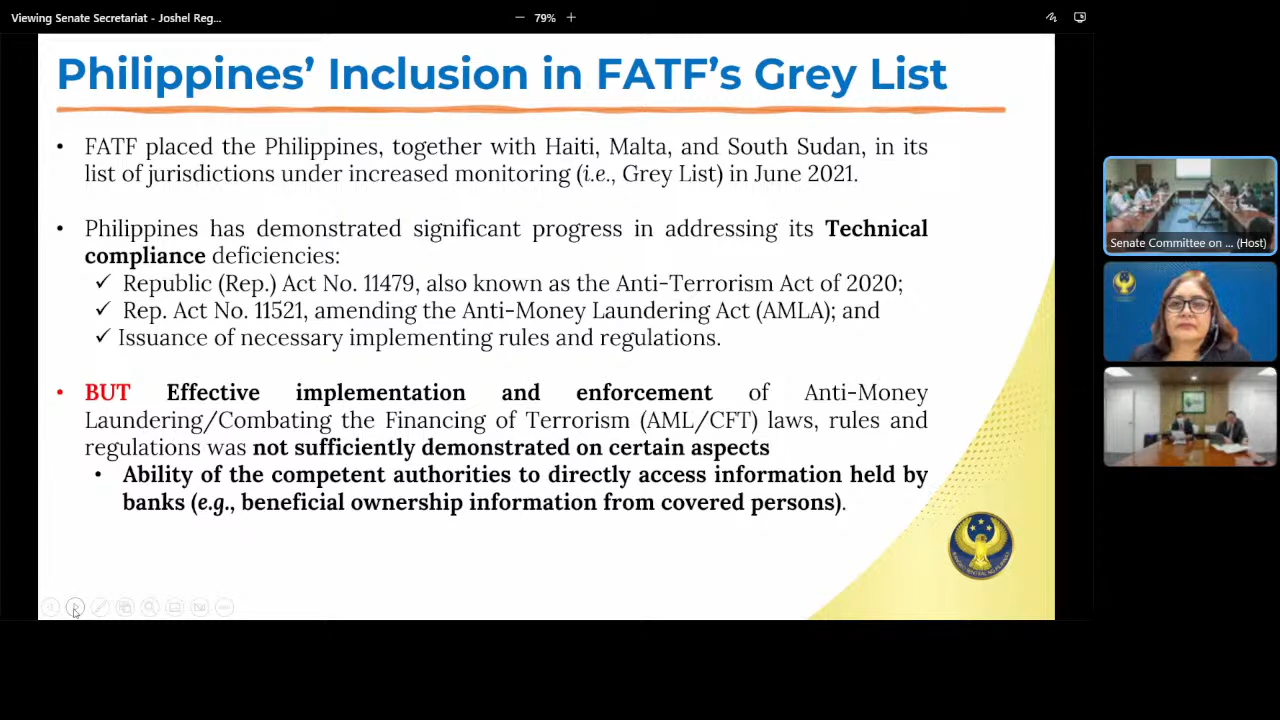 Viewing Senate Secretariat - Joshel Reg...
79%
Philippines' Inclusion in FATF's Grey List
• FATF placed the Philippines, together with Haiti, Malta, and South Sudan, in its
list of jurisdictions under increased monitoring (i.e., Grey List) in June 2021.
• Philippines has demonstrated significant progress in addressing its Technical
compliance deficiencies:
✓ Republic (Rep.) Act No. 11479, also known as the Anti-Terrorism Act of 2020;
✓ Rep. Act No. 11521, amending the Anti-Money Laundering Act (AMLA); and
✓ Issuance of necessary implementing rules and regulations.
• BUT Effective implementation and enforcement of Anti-Money
Laundering/Combating the Financing of Terrorism (AML/CFT) laws, rules and
regulations was not sufficiently demonstrated on certain aspects
• Ability of the competent authorities to directly access information held by
banks (e.g., beneficial ownership information from covered persons).
Senate Committee on ... (Host)